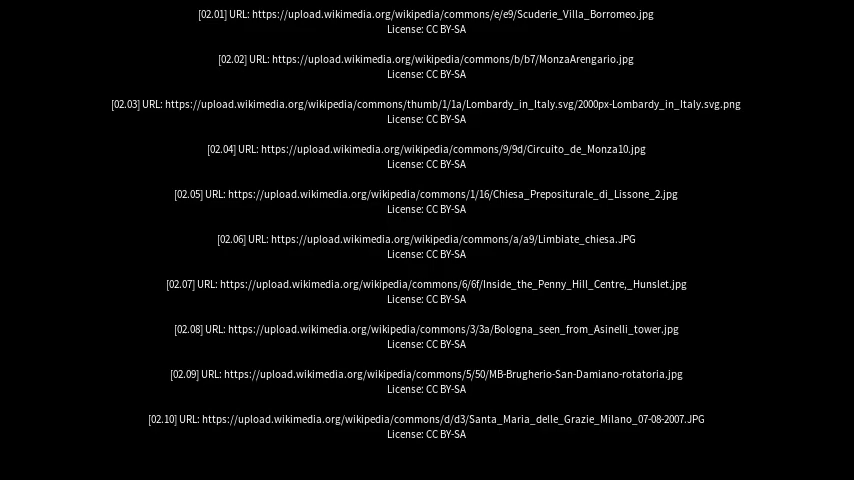 [02.01] URL: https://upload.wikimedia.org/wikipedia/commons/e/e9/Scuderie_Villa_Borromeo.jpg
License: CC BY-SA
[02.02] URL: https://upload.wikimedia.org/wikipedia/commons/b/b7/MonzaArengario.jpg
License: CC BY-SA
[02.03] URL: https://upload.wikimedia.org/wikipedia/commons/thumb/1/1a/Lombardy_in_Italy.svg/2000px-Lombardy_in_Italy.svg.png
License: CC BY-SA
[02.04] URL: https://upload.wikimedia.org/wikipedia/commons/9/9d/Circuito_de_Monza10.jpg
License: CC BY-SA
[02.05] URL: https://upload.wikimedia.org/wikipedia/commons/1/16/Chiesa_Prepositurale_di_Lissone_2.jpg
License: CC BY-SA
[02.06] URL: https://upload.wikimedia.org/wikipedia/commons/a/a9/Limbiate_chiesa.JPG
License: CC BY-SA
[02.07] URL: https://upload.wikimedia.org/wikipedia/commons/6/6f/Inside_the_Penny_Hill_Centre,_Hunslet.jpg
License: CC BY-SA
[02.08] URL: https://upload.wikimedia.org/wikipedia/commons/3/3a/Bologna_seen_from_Asinelli_tower.jpg
License: CC BY-SA
[02.09] URL: https://upload.wikimedia.org/wikipedia/commons/5/50/MB-Brugherio-San-Damiano-rotatoria.jpg
License: CC BY-SA
[02.10] URL: https://upload.wikimedia.org/wikipedia/commons/d/d3/Santa_Maria_delle_Grazie_Milano_07-08-2007.JPG
License: CC BY-SA